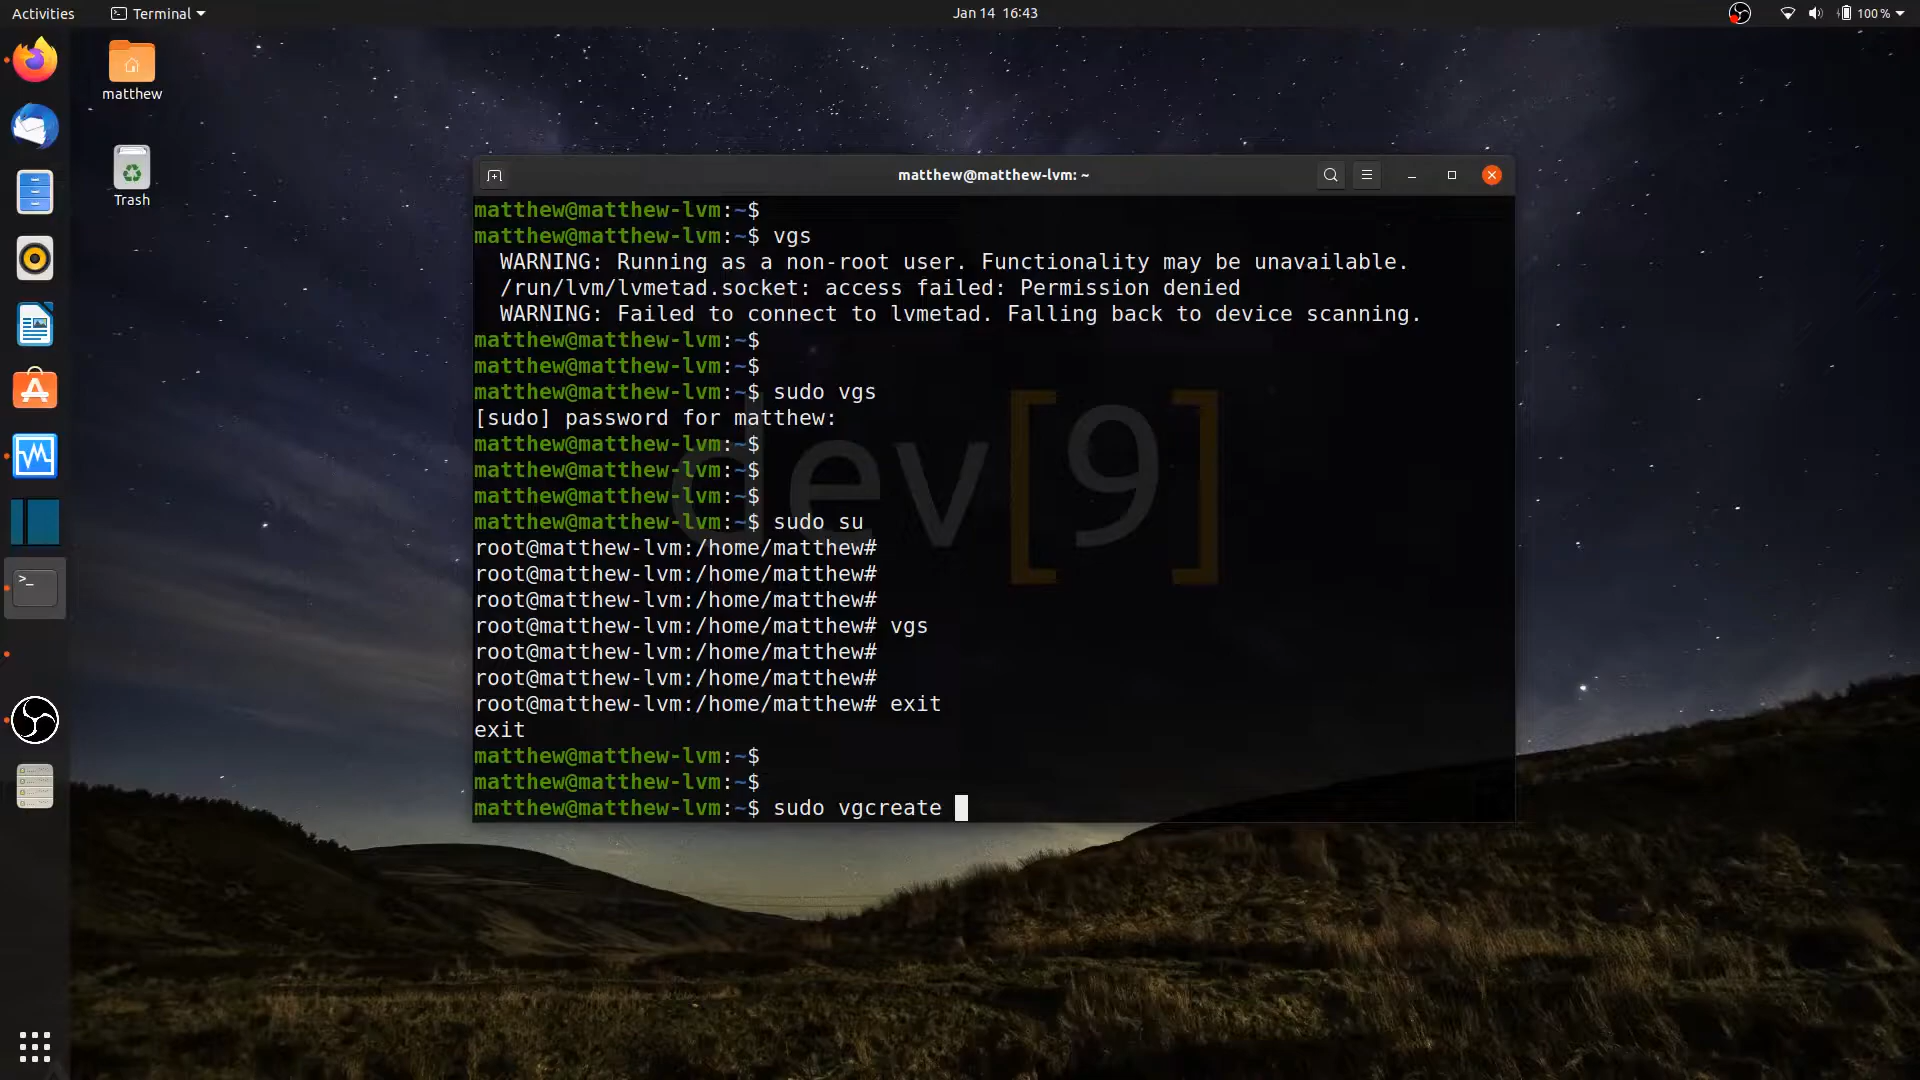 Activities
Terminal
Jan 14 16:43
100 %
matthew
Trash
matthew@matthew-lvm: ~
matthew@matthew-lvm:~$
matthew@matthew-lvm:~$ vgs
WARNING: Running as a non-root user. Functionality may be unavailable.
/run/lvm/lvmetad.socket: access failed: Permission denied
WARNING: Failed to connect to lvmetad. Falling back to device scanning.
matthew@matthew-lvm:~$
matthew@matthew-lvm:~$
matthew@matthew-lvm:~$ sudo vgs
[sudo] password for matthew:
matthew@matthew-lvm:~$
matthew@matthew-lvm:~$
matthew@matthew-lvm:~$
matthew@matthew-lvm:~$ sudo su
root@matthew-lvm:/home/matthew#
root@matthew-lvm:/home/matthew#
root@matthew-lvm:/home/matthew#
root@matthew-lvm:/home/matthew# vgs
root@matthew-lvm:/home/matthew#
root@matthew-lvm:/home/matthew#
root@matthew-lvm:/home/matthew# exit
exit
matthew@matthew-lvm:~$
matthew@matthew-lvm:~$
matthew@matthew-lvm:~$ sudo vgcreate
dev[9]